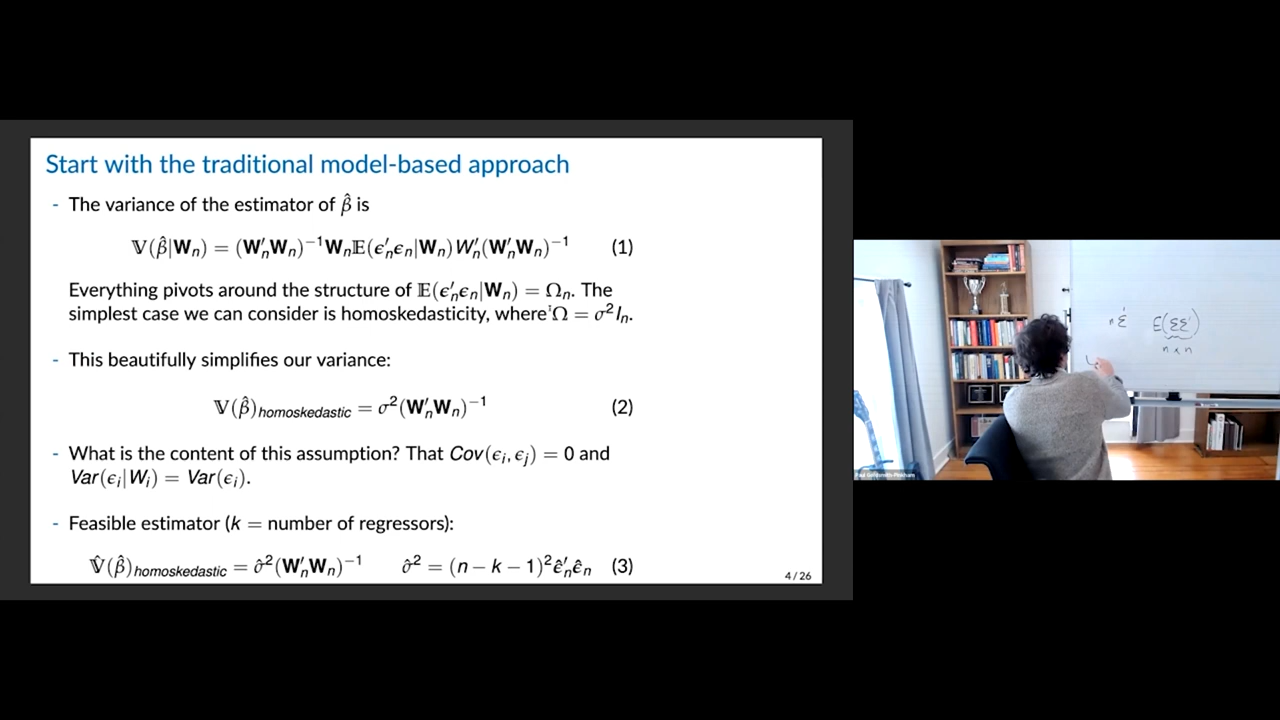 Start with the traditional model-based approach
- The variance of the estimator of β̂ is
𝕍(β̂|Wₙ) = (W′ₙWₙ)⁻¹Wₙ𝔼(ϵ′ₙϵₙ|Wₙ)W′ₙ(W′ₙWₙ)⁻¹ (1)
Everything pivots around the structure of 𝔼(ϵ′ₙϵₙ|Wₙ) = Ωₙ. The
simplest case we can consider is homoskedasticity, where Ω = σ²Iₙ.
- This beautifully simplifies our variance:
𝕍(β̂)homoskedastic = σ²(W′ₙWₙ)⁻¹ (2)
- What is the content of this assumption? That Cov(ϵᵢ, ϵⱼ) = 0 and
Var(ϵᵢ|Wᵢ) = Var(ϵᵢ).
- Feasible estimator (k = number of regressors):
𝕍̂(β̂)homoskedastic = σ̂²(W′ₙWₙ)⁻¹ σ̂² = (n − k − 1)²ϵ̂′ₙϵ̂ₙ (3)
4 / 26
E(εε′)
n x n
Paul Goldsmith-Pinkham